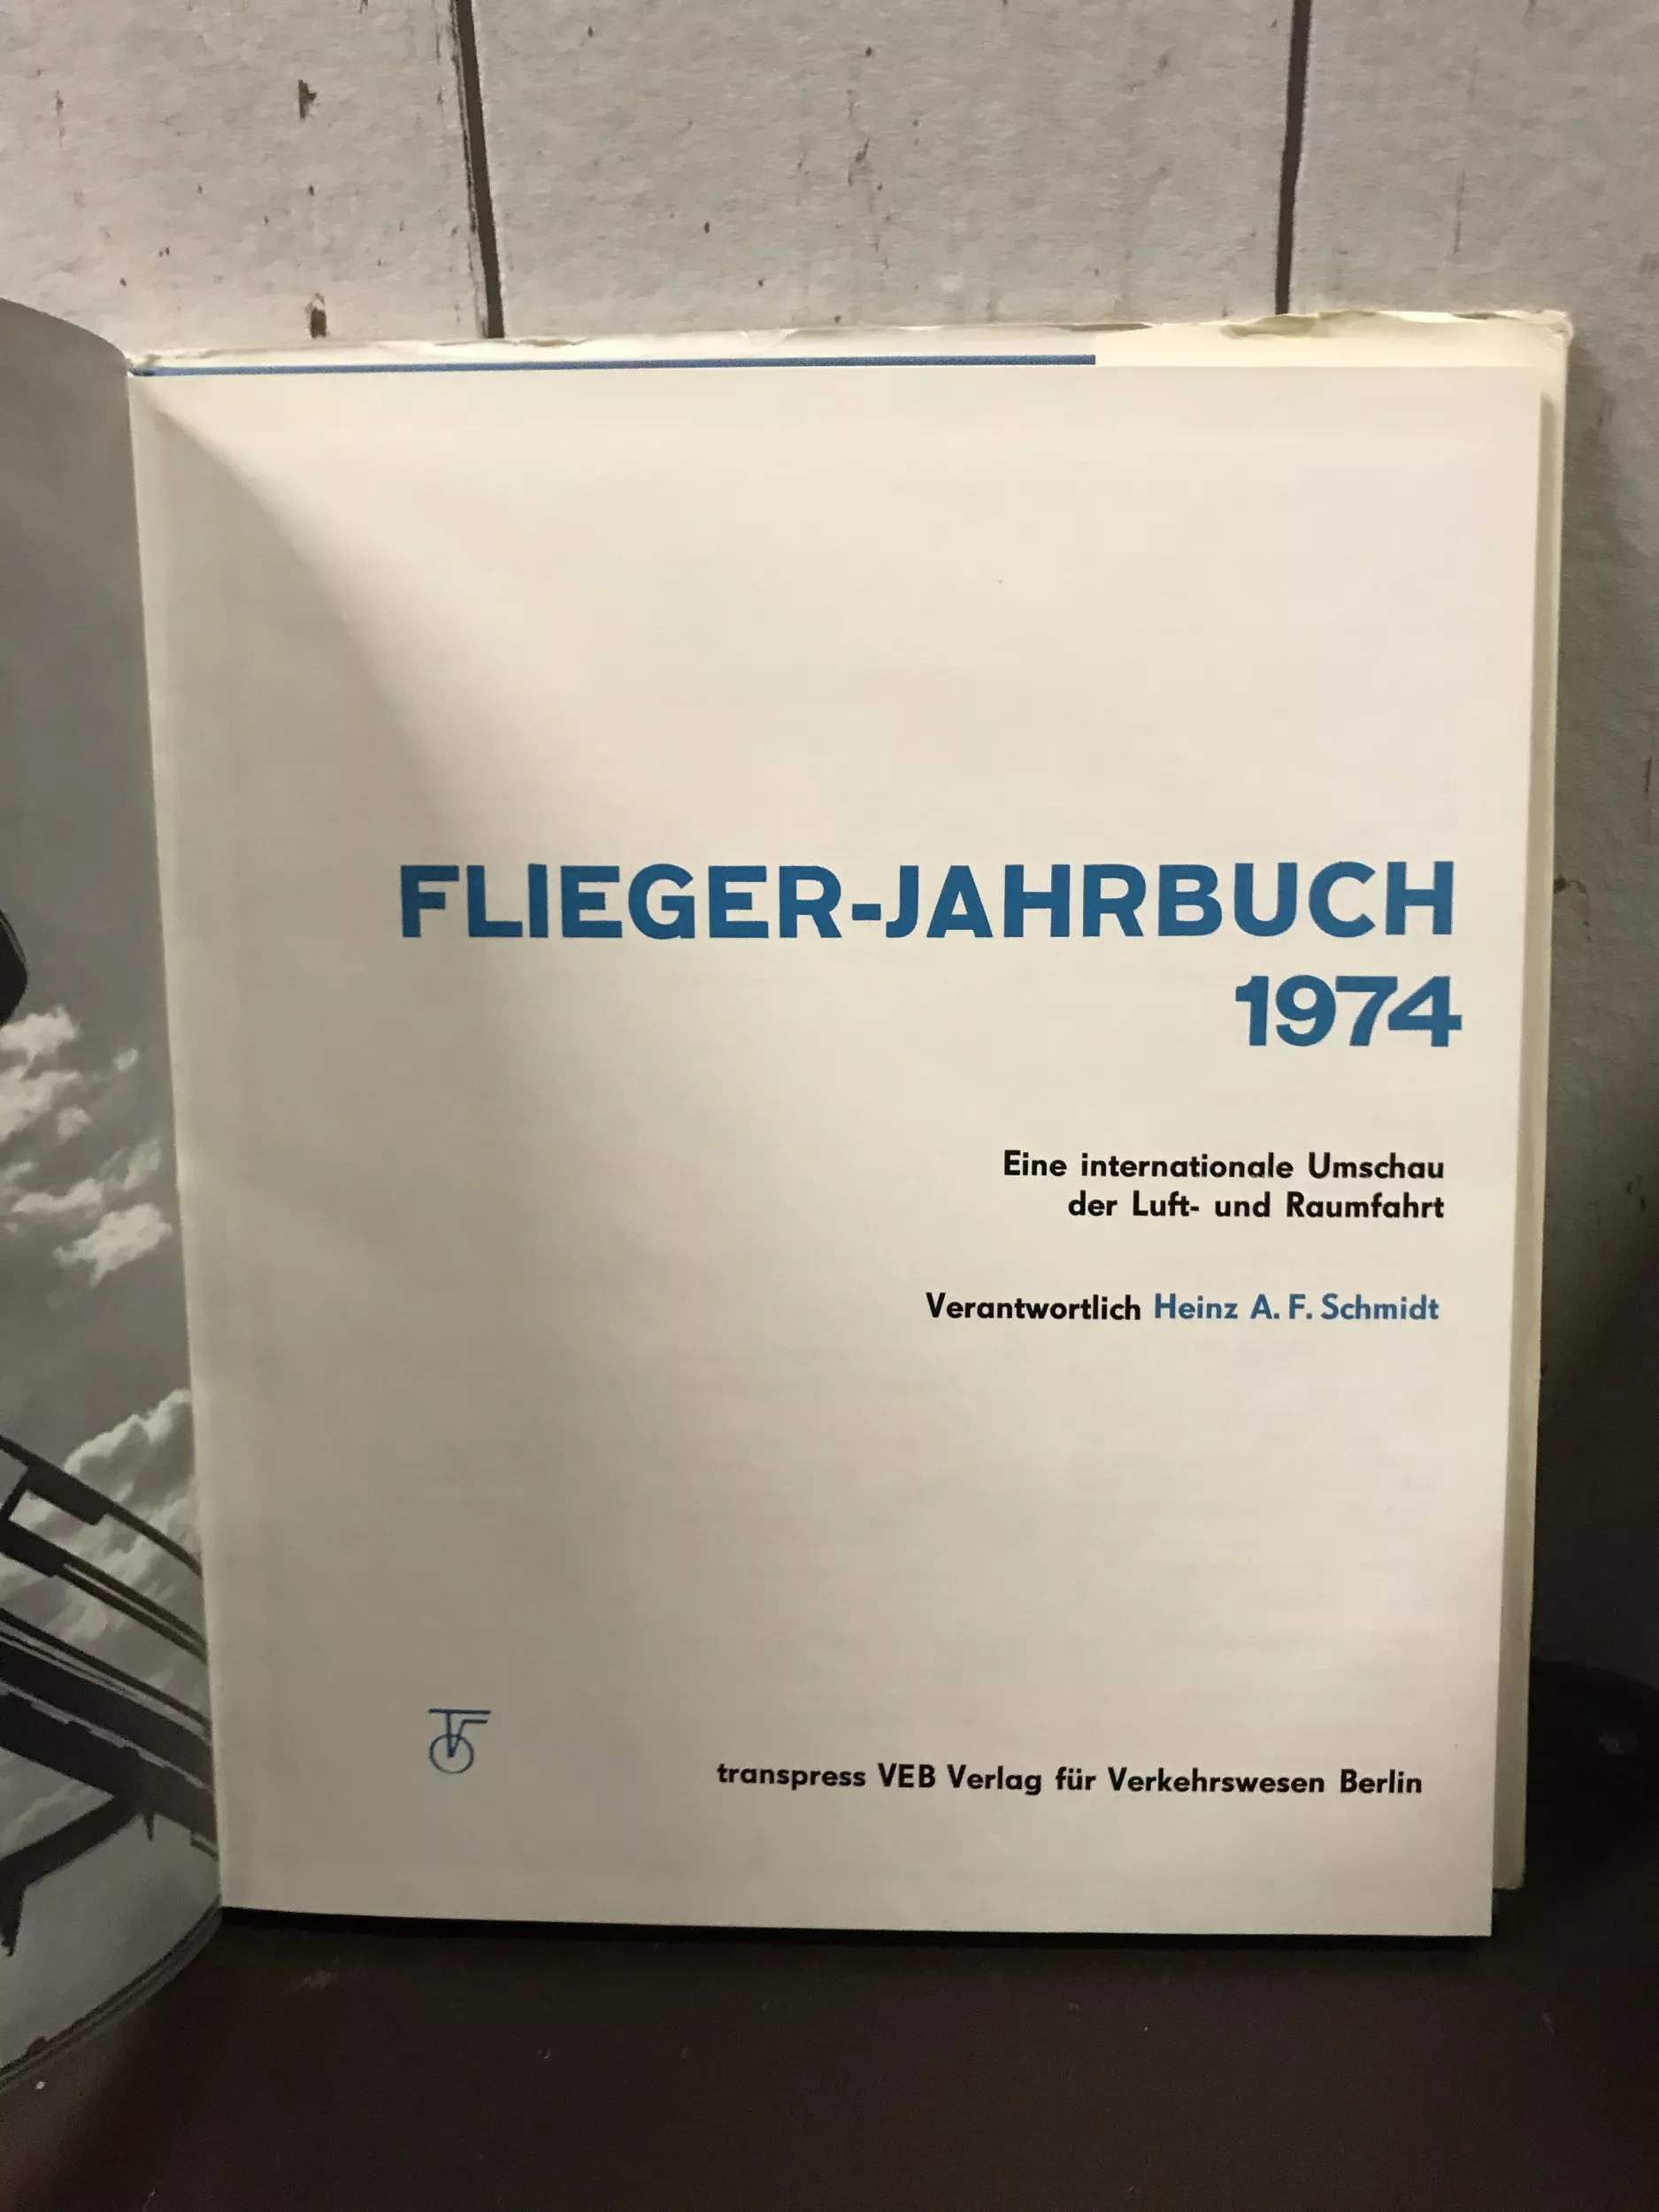 FLIEGER-JAHRBUCH
1974
Eine internationale Umschau
der Luft- und Raumfahrt
Verantwortlich Heinz A. F. Schmidt
transpress VEB Verlag für Verkehrswesen Berlin